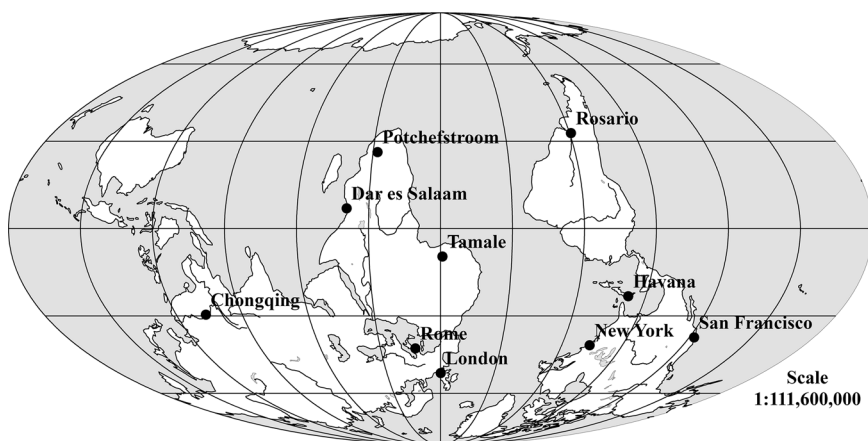 Rosario
Potchefstroom
Dar es Salaam
Tamale
Havana
Chongqing
New York
San Francisco
Rome
London
Scale
1:111,600,000